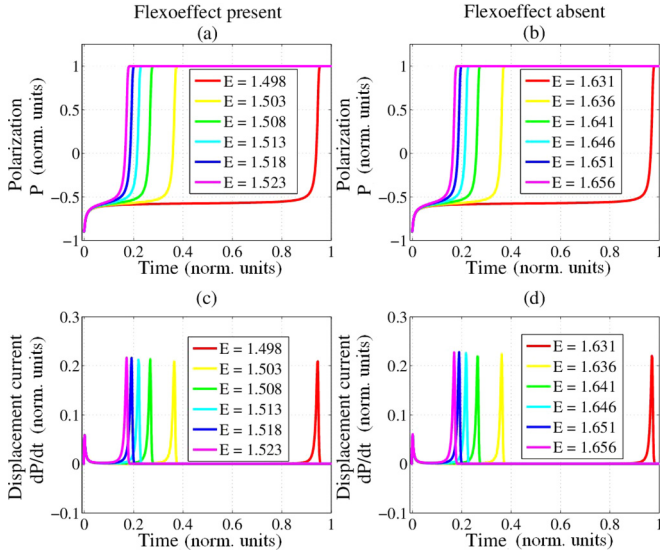 Flexoeffect present
Flexoeffect absent
(a)
(b)
Polarization
P (norm. units)
1
0.5
0
−0.5
−1
E = 1.498
E = 1.503
E = 1.508
E = 1.513
E = 1.518
E = 1.523
0
0.2
0.4
0.6
0.8
1
Time (norm. units)
Polarization
P (norm. units)
1
0.5
0
−0.5
−1
E = 1.631
E = 1.636
E = 1.641
E = 1.646
E = 1.651
E = 1.656
0
0.2
0.4
0.6
0.8
1
Time (norm. units)
(c)
(d)
Displacement current
dP/dt (norm. units)
0.3
0.2
0.1
0
−0.1
E = 1.498
E = 1.503
E = 1.508
E = 1.513
E = 1.518
E = 1.523
0
0.2
0.4
0.6
0.8
1
Time (norm. units)
Displacement current
dP/dt (norm. units)
0.3
0.2
0.1
0
−0.1
E = 1.631
E = 1.636
E = 1.641
E = 1.646
E = 1.651
E = 1.656
0
0.2
0.4
0.6
0.8
1
Time (norm. units)